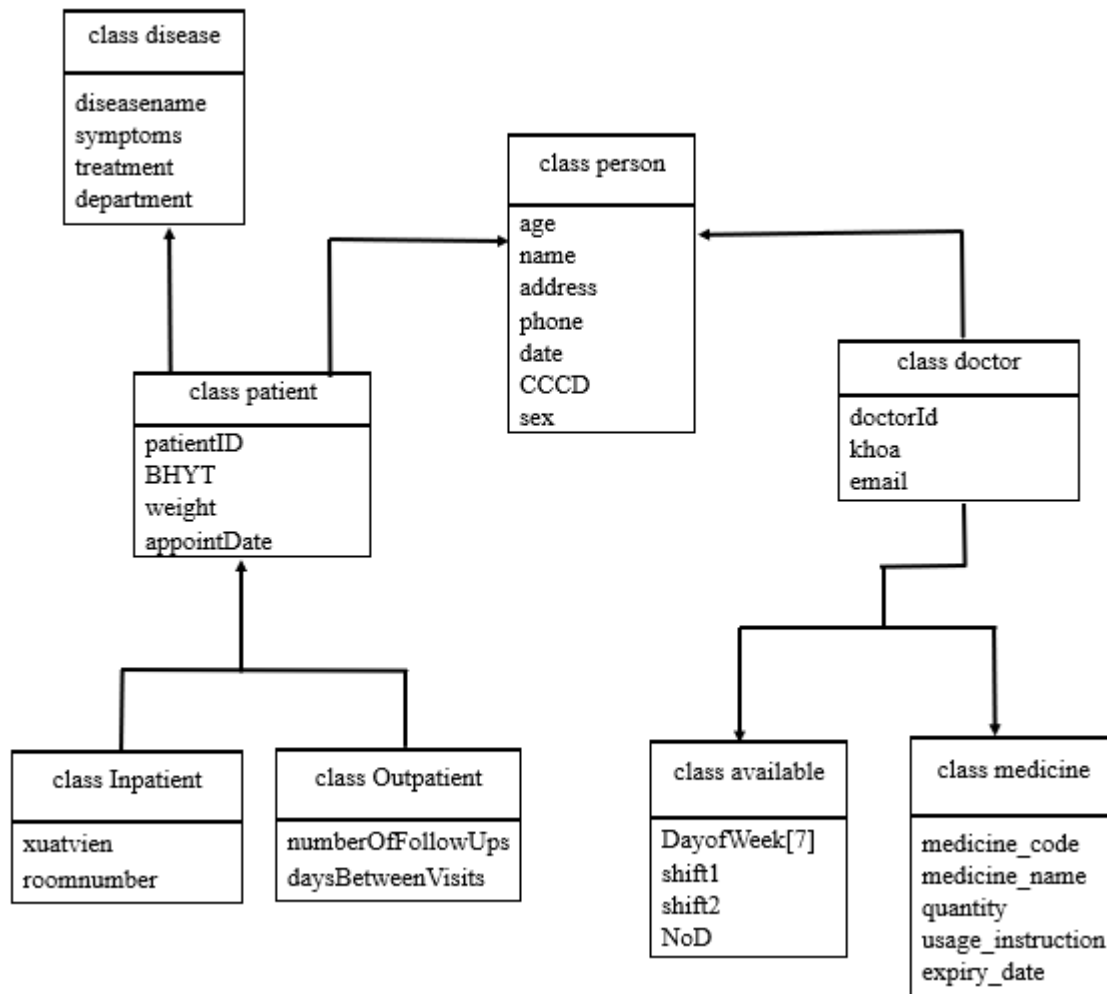 class disease
diseasename
symptoms
treatment
department
class person
age
name
address
phone
date
CCCD
sex
class patient
patientID
BHYT
weight
appointDate
class doctor
doctorId
khoa
email
class Inpatient
xuatvien
roomnumber
class Outpatient
numberOfFollowUps
daysBetweenVisits
class available
DayofWeek[7]
shift1
shift2
NoD
class medicine
medicine_code
medicine_name
quantity
usage_instruction
expiry_date